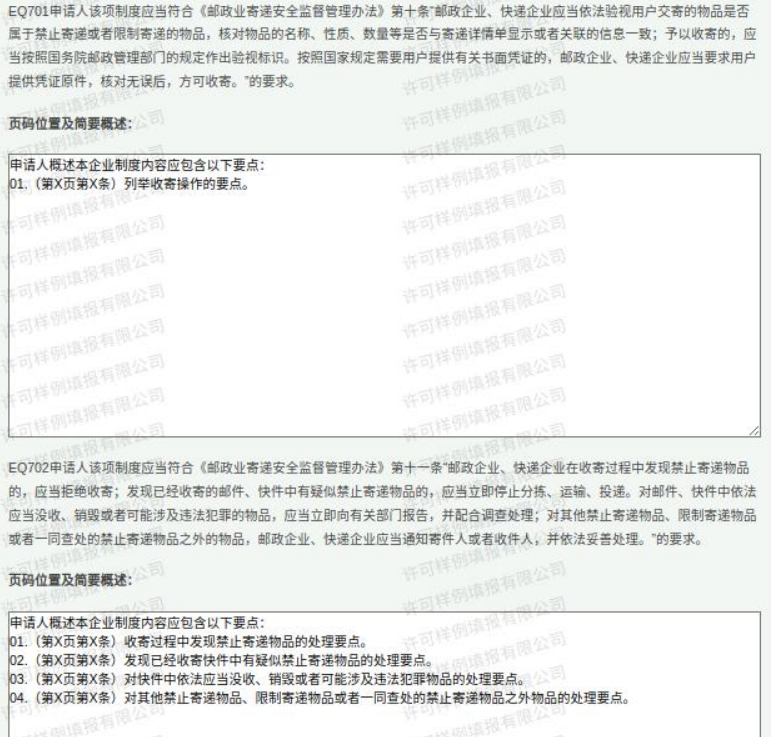 EQ701申请人该项制度应当符合《邮政业寄递安全监督管理办法》第十条“邮政企业、快递企业应当依法验视用户交寄的物品是否
属于禁止寄递或者限制寄递的物品，核对物品的名称、性质、数量等是否与寄递详情单显示或者关联的信息一致；予以收寄的，应
当按照国务院邮政管理部门的规定作出验视标识。按照国家规定需要用户提供有关书面凭证的，邮政企业、快递企业应当要求用户
提供凭证原件，核对无误后，方可收寄。”的要求。
页码位置及简要概述：
申请人概述本企业制度内容应包含以下要点：
01.（第X页第X条）列举收寄操作的要点。
EQ702申请人该项制度应当符合《邮政业寄递安全监督管理办法》第十一条“邮政企业、快递企业在收寄过程中发现禁止寄递物品
的，应当拒绝收寄；发现已经收寄的邮件、快件中有疑似禁止寄递物品的，应当立即停止分拣、运输、投递。对邮件、快件中依法
应当没收、销毁或者可能涉及违法犯罪的物品，应当立即向有关部门报告，并配合调查处理；对其他禁止寄递物品、限制寄递物品
或者一同查处的禁止寄递物品之外的物品，邮政企业、快递企业应当通知寄件人或者收件人，并依法妥善处理。”的要求。
页码位置及简要概述：
申请人概述本企业制度内容应包含以下要点：
01.（第X页第X条）收寄过程中发现禁止寄递物品的处理要点。
02.（第X页第X条）发现已经收寄快件中有疑似禁止寄递物品的处理要点。
03.（第X页第X条）对快件中依法应当没收、销毁或者可能涉及违法犯罪物品的处理要点。
04.（第X页第X条）对其他禁止寄递物品、限制寄递物品或者一同查处的禁止寄递物品之外物品的处理要点。
许可样例填报有限公司